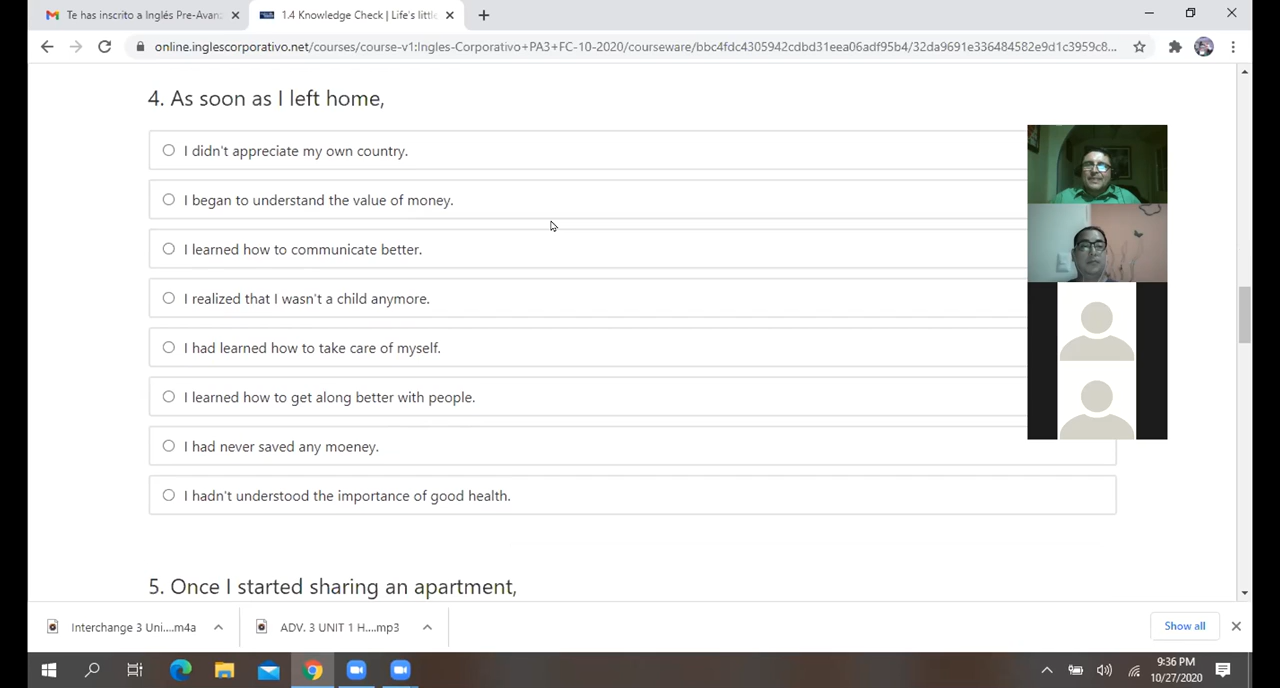 Te has inscrito a Inglés Pre-Avan
1.4 Knowledge Check | Life's littl
online.inglescorporativo.net/courses/course-v1:Ingles-Corporativo+PA3+FC-10-2020/courseware/bbc4fdc4305942cdbd31eea06adf95b4/32da9691e336484582e9d1c3959c8...
4. As soon as I left home,
I didn't appreciate my own country.
I began to understand the value of money.
I learned how to communicate better.
I realized that I wasn't a child anymore.
I had learned how to take care of myself.
I learned how to get along better with people.
I had never saved any moeney.
I hadn't understood the importance of good health.
5. Once I started sharing an apartment,
Interchange 3 Uni....m4a
ADV. 3 UNIT 1 H....mp3
Show all
9:36 PM
10/27/2020